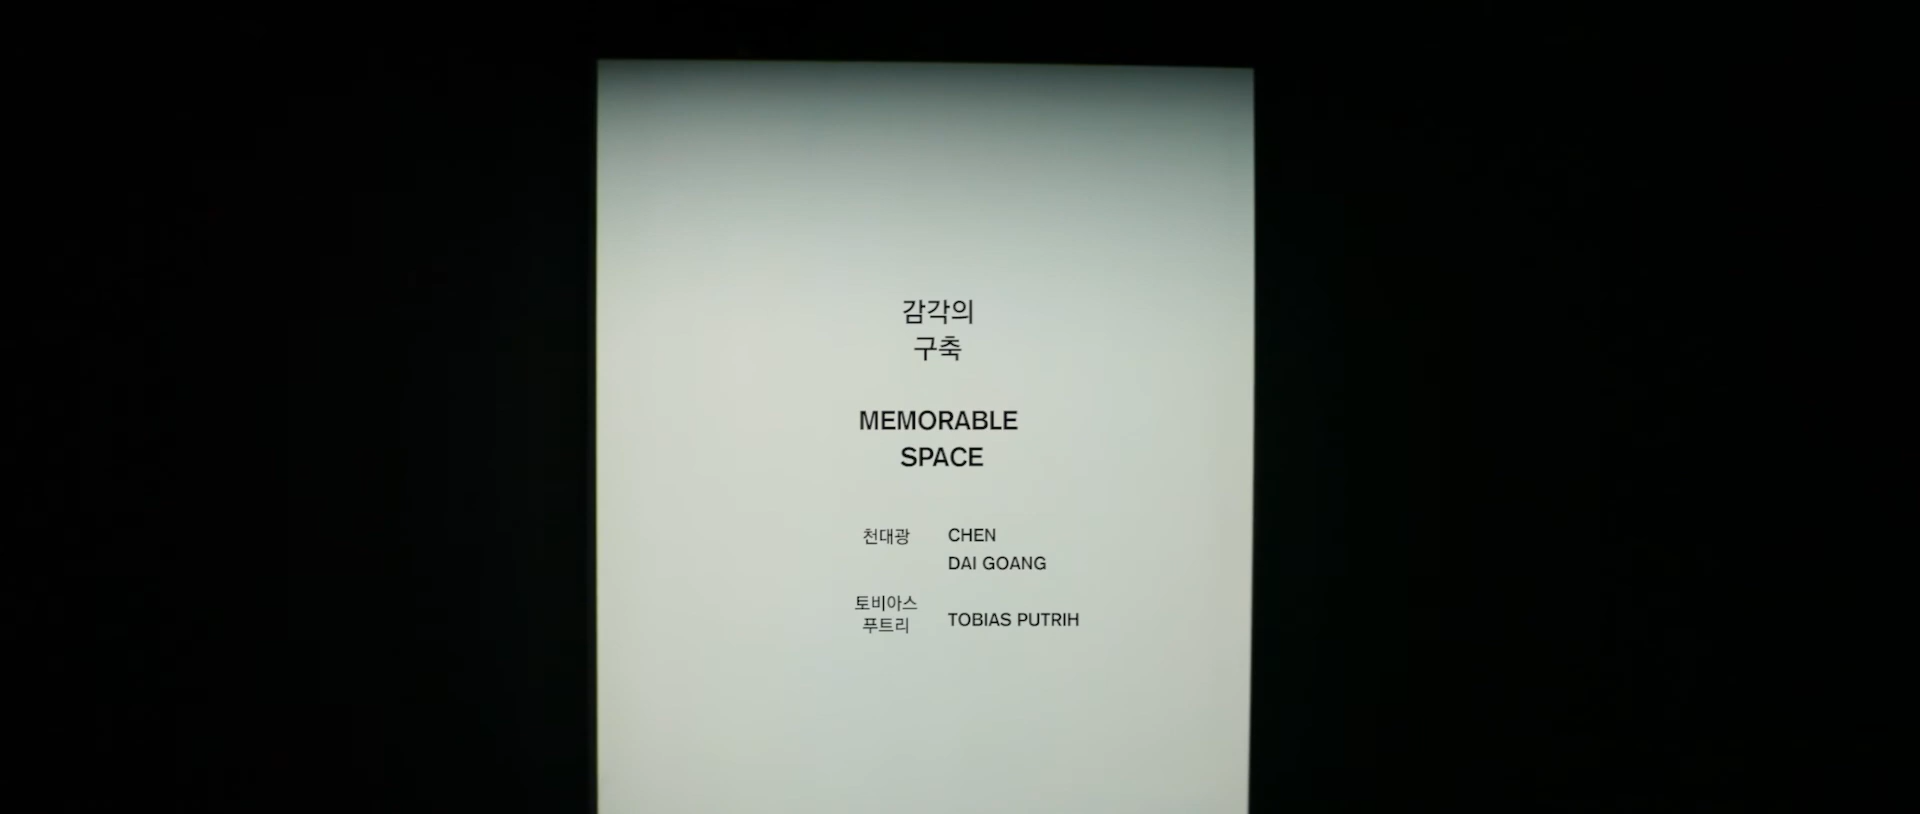 감각의
구축
MEMORABLE
SPACE
천대광 CHEN
DAI GOANG
토비아스
푸트리 TOBIAS PUTRIH